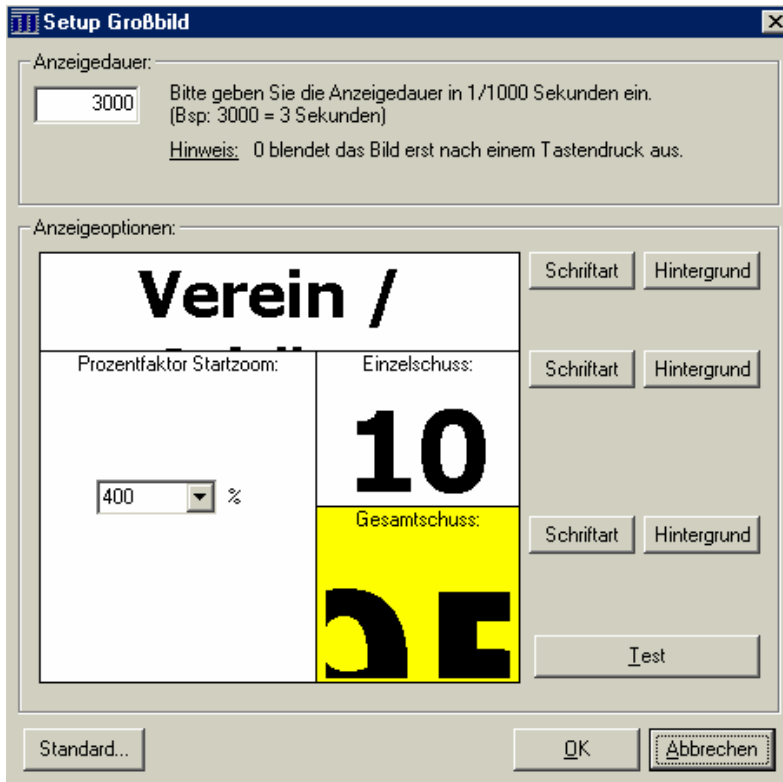 Setup Großbild
Anzeigedauer:
3000
Bitte geben Sie die Anzeigedauer in 1/1000 Sekunden ein.
(Bsp: 3000 = 3 Sekunden)
Hinweis: 0 blendet das Bild erst nach einem Tastendruck aus.
Anzeigeoptionen:
Verein /
Schriftart Hintergrund
Prozentfaktor Startzoom:
Einzelschuss:
Schriftart Hintergrund
10
400 %
Gesamtschuss:
Schriftart Hintergrund
Test
Standard... OK Abbrechen